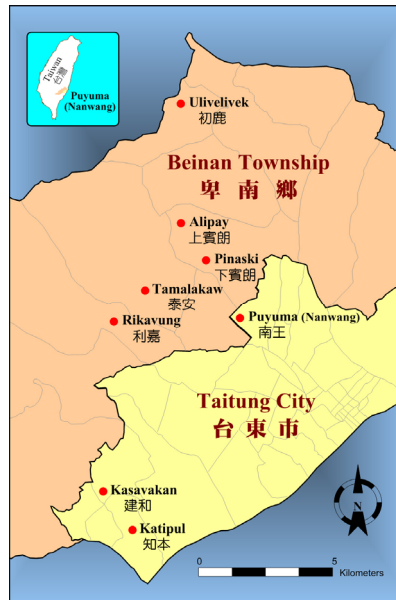 Taiwan
台灣
Puyuma
(Nanwang)
Ulivelivek
初鹿
Beinan Township
卑南鄉
Alipay
上賓朗
Pinaski
下賓朗
Tamalakaw
泰安
Rikavung
利嘉
Puyuma (Nanwang)
南王
Taitung City
台東市
Kasavakan
建和
Katipul
知本
N
0 5
Kilometers